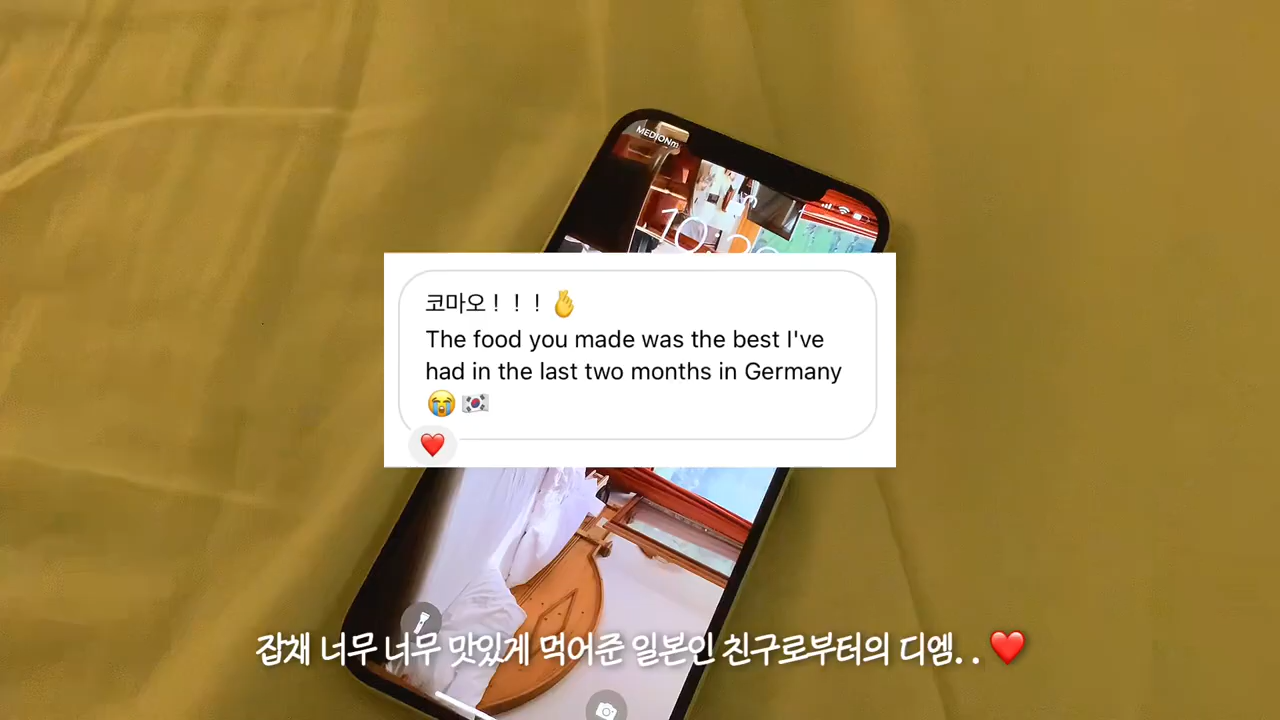 MEDIONm
코마오！！！🫰
The food you made was the best I've
had in the last two months in Germany
😭🇰🇷
❤️
잡채 너무 너무 맛있게 먹어준 일본인 친구로부터의 디엠. . ❤️